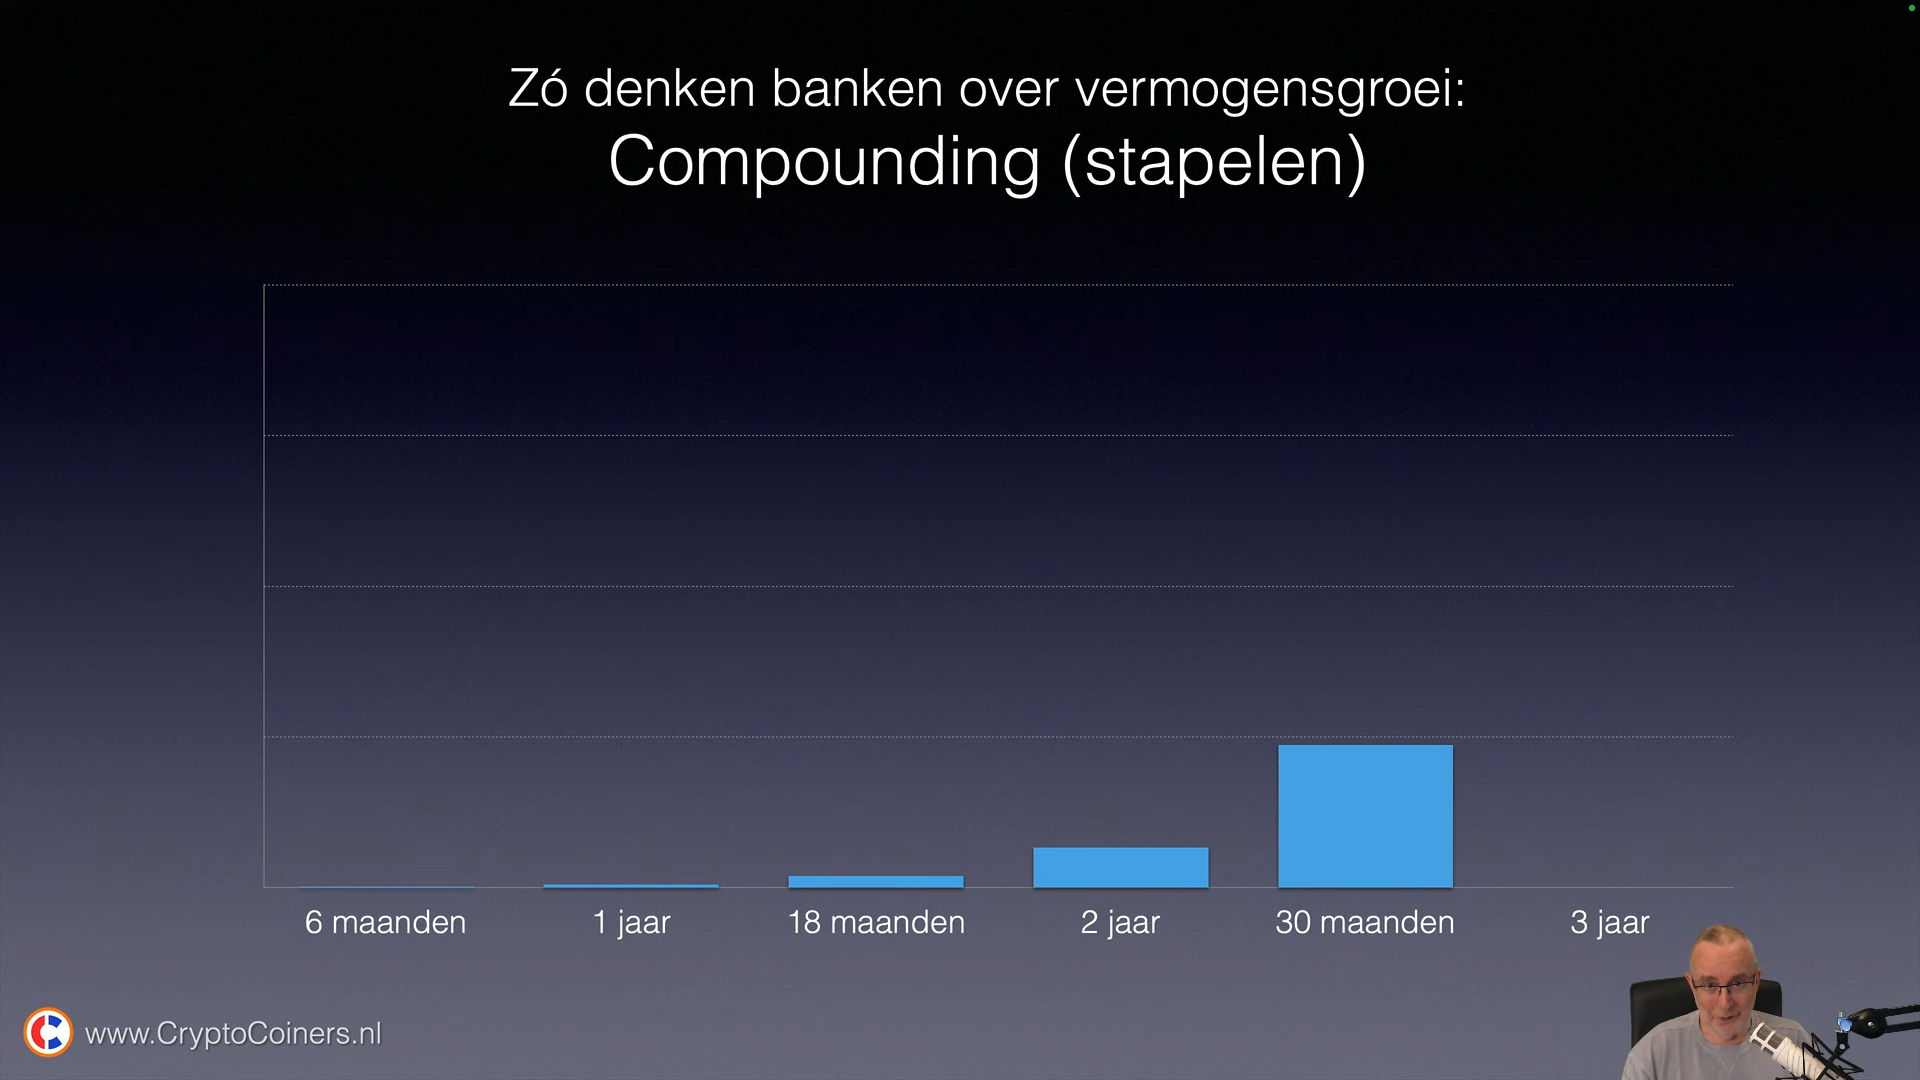 Zó denken banken over vermogensgroei:
Compounding (stapelen)
6 maanden
1 jaar
18 maanden
2 jaar
30 maanden
3 jaar
www.CryptoCoiners.nl